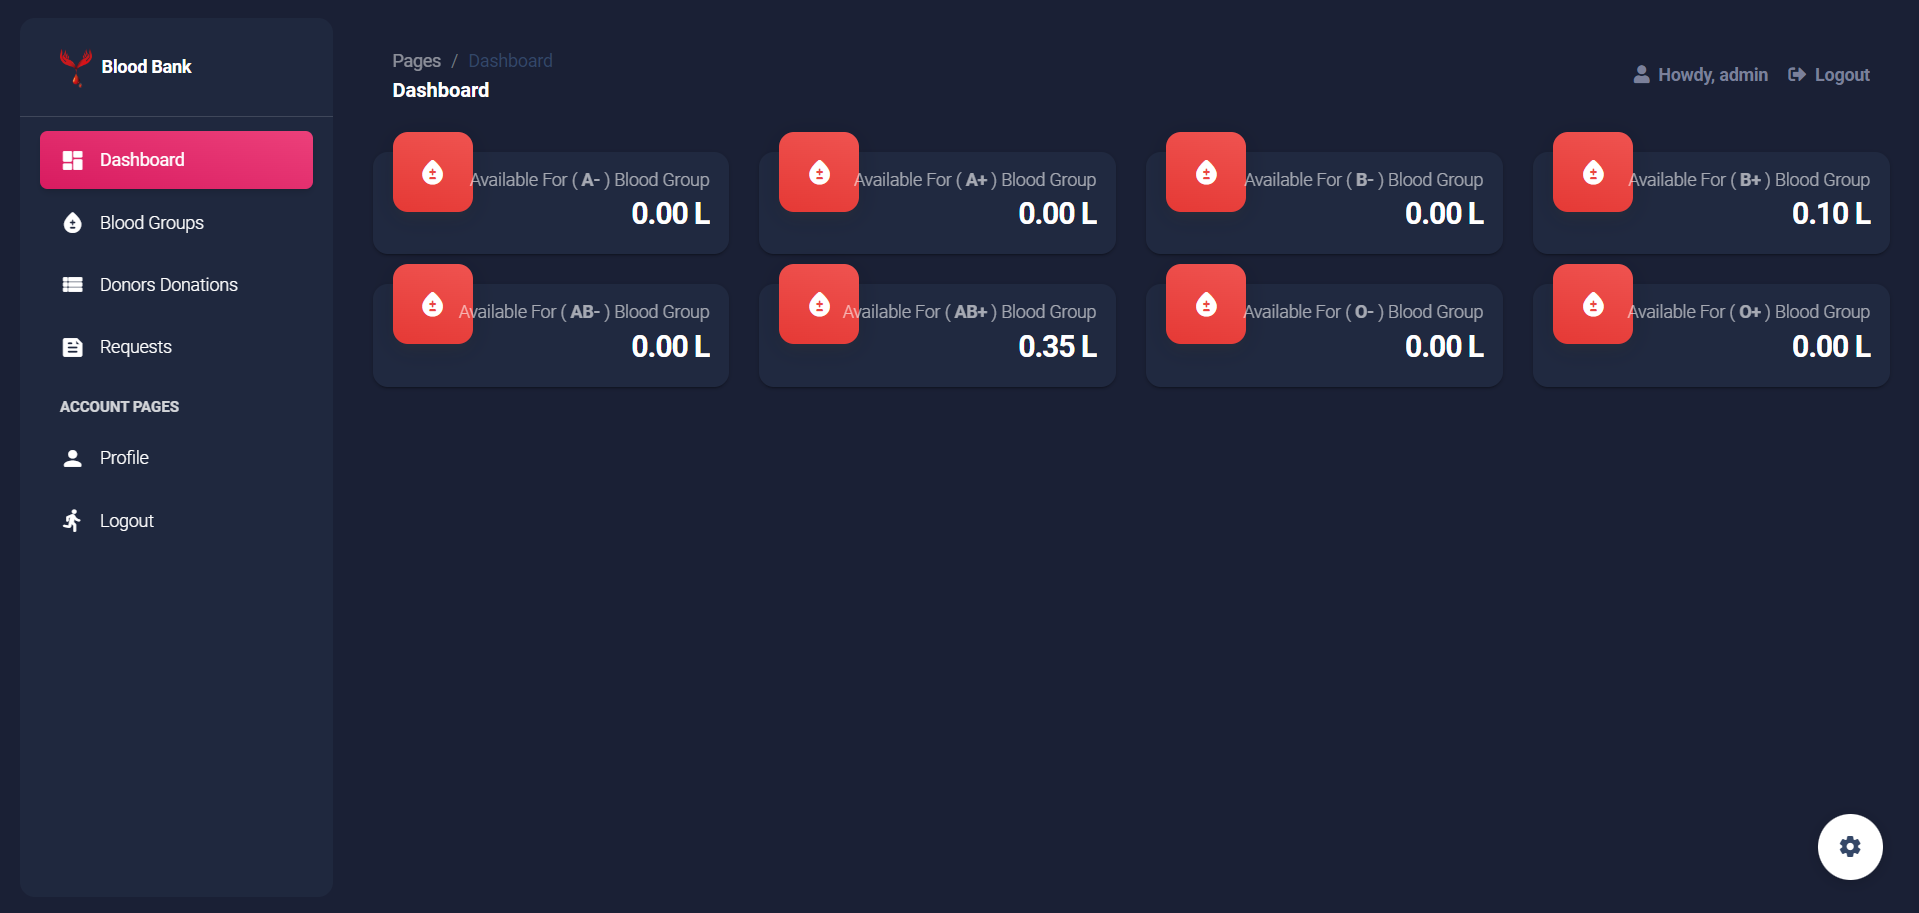 Blood Bank
Dashboard
Blood Groups
Donors Donations
Requests
ACCOUNT PAGES
Profile
Logout
Pages / Dashboard
Dashboard
Howdy, admin Logout
Available For ( A- ) Blood Group
0.00 L
Available For ( A+ ) Blood Group
0.00 L
Available For ( B- ) Blood Group
0.00 L
Available For ( B+ ) Blood Group
0.10 L
Available For ( AB- ) Blood Group
0.00 L
Available For ( AB+ ) Blood Group
0.35 L
Available For ( O- ) Blood Group
0.00 L
Available For ( O+ ) Blood Group
0.00 L